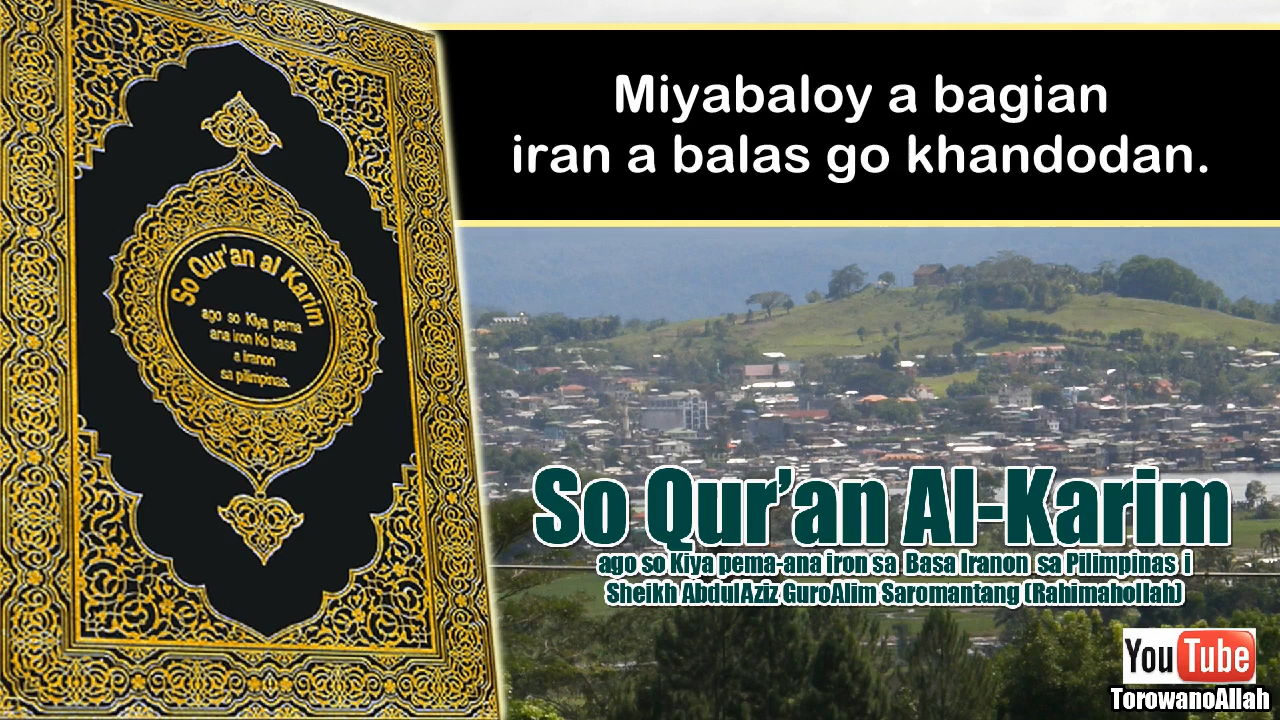 Miyabaloy a bagian
iran a balas go khandodan.
So Qur'an al Karim
ago so Kiya pema
ana iron Ko basa
a Iranon
sa pilimpinas.
So Qur’an Al-Karim
ago so Kiya pema-ana iron sa Basa Iranon sa Pilimpinas i
Sheikh AbdulAziz GuroAlim Saromantang (Rahimahollah)
YouTube
TorowanoAllah